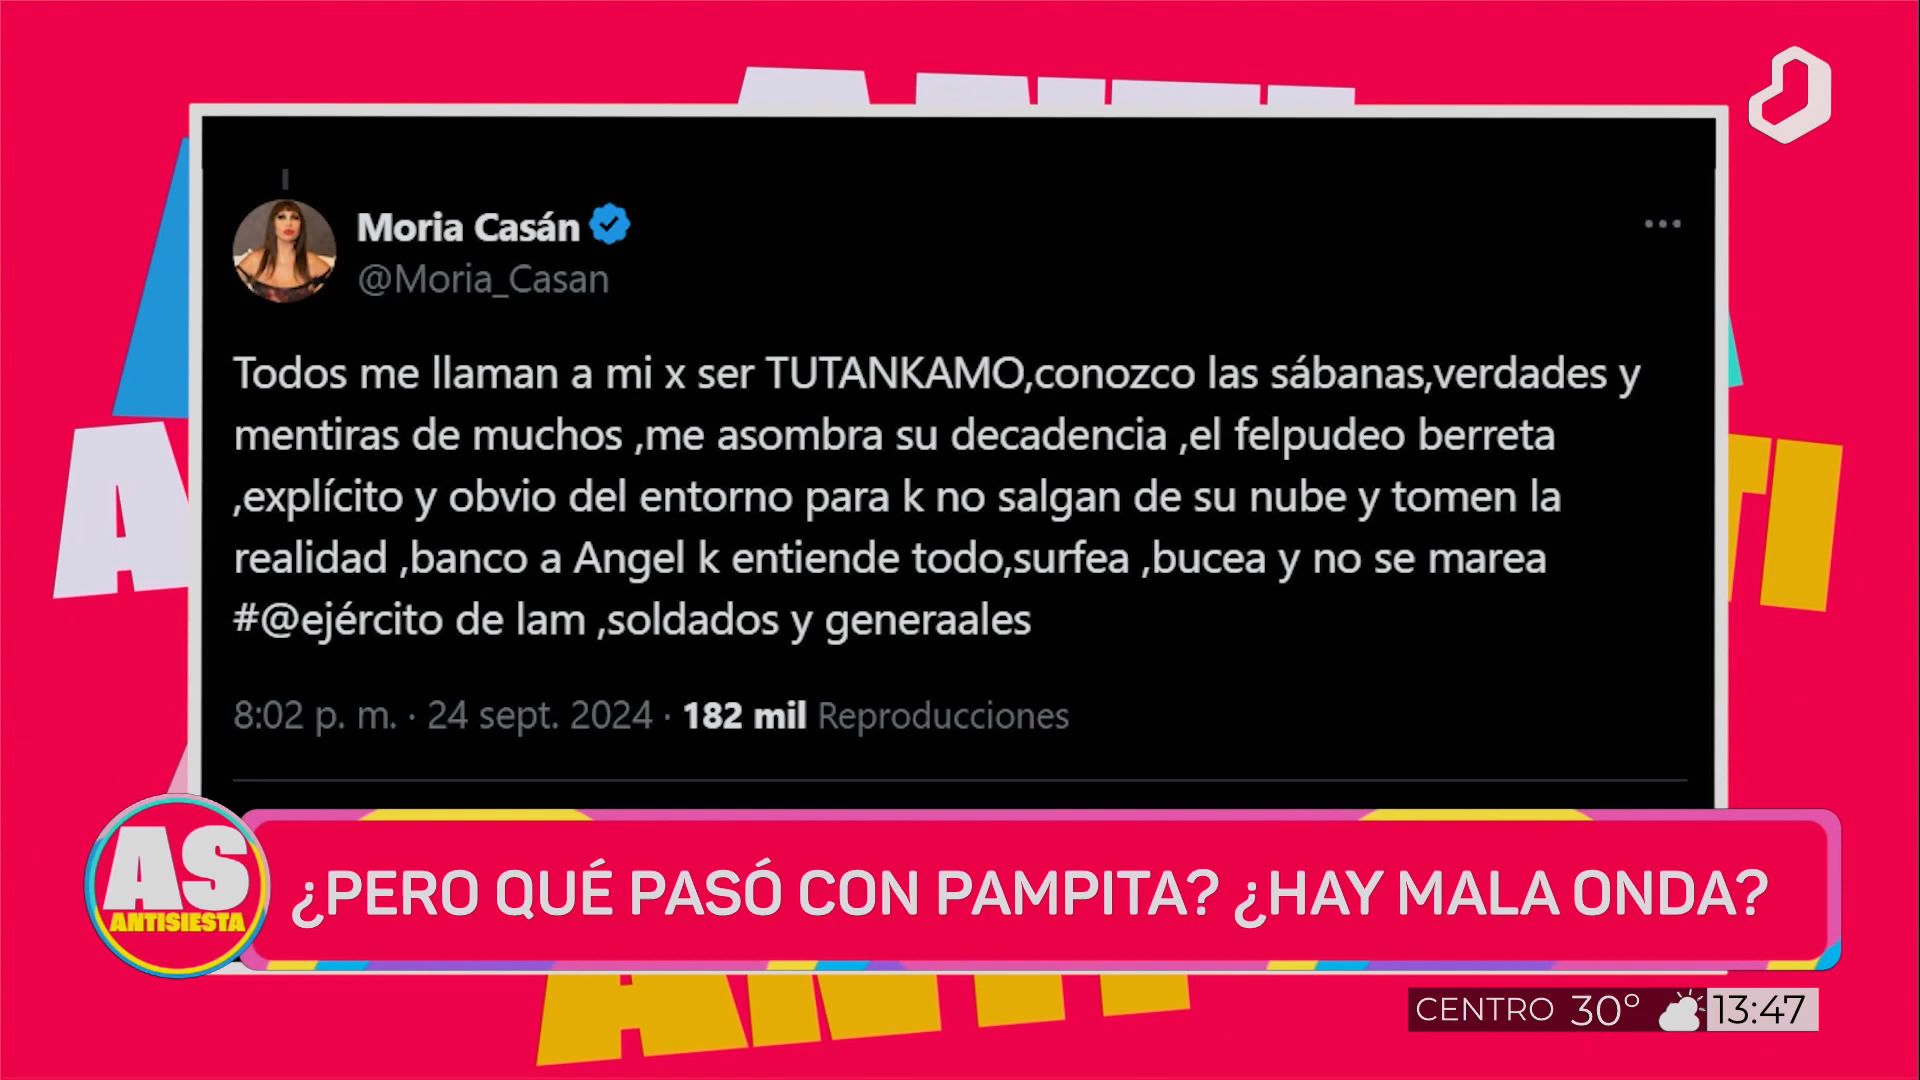 Moria Casán
@Moria_Casan
Todos me llaman a mi x ser TUTANKAMO,conozco las sábanas,verdades y
mentiras de muchos ,me asombra su decadencia ,el felpudeo berreta
,explícito y obvio del entorno para k no salgan de su nube y tomen la
realidad ,banco a Angel k entiende todo,surfea ,bucea y no se marea
#@ejército de lam ,soldados y generaales
8:02 p. m. · 24 sept. 2024 · 182 mil Reproducciones
AS
ANTISIESTA
¿PERO QUÉ PASÓ CON PAMPITA? ¿HAY MALA ONDA?
CENTRO 30° 13:47